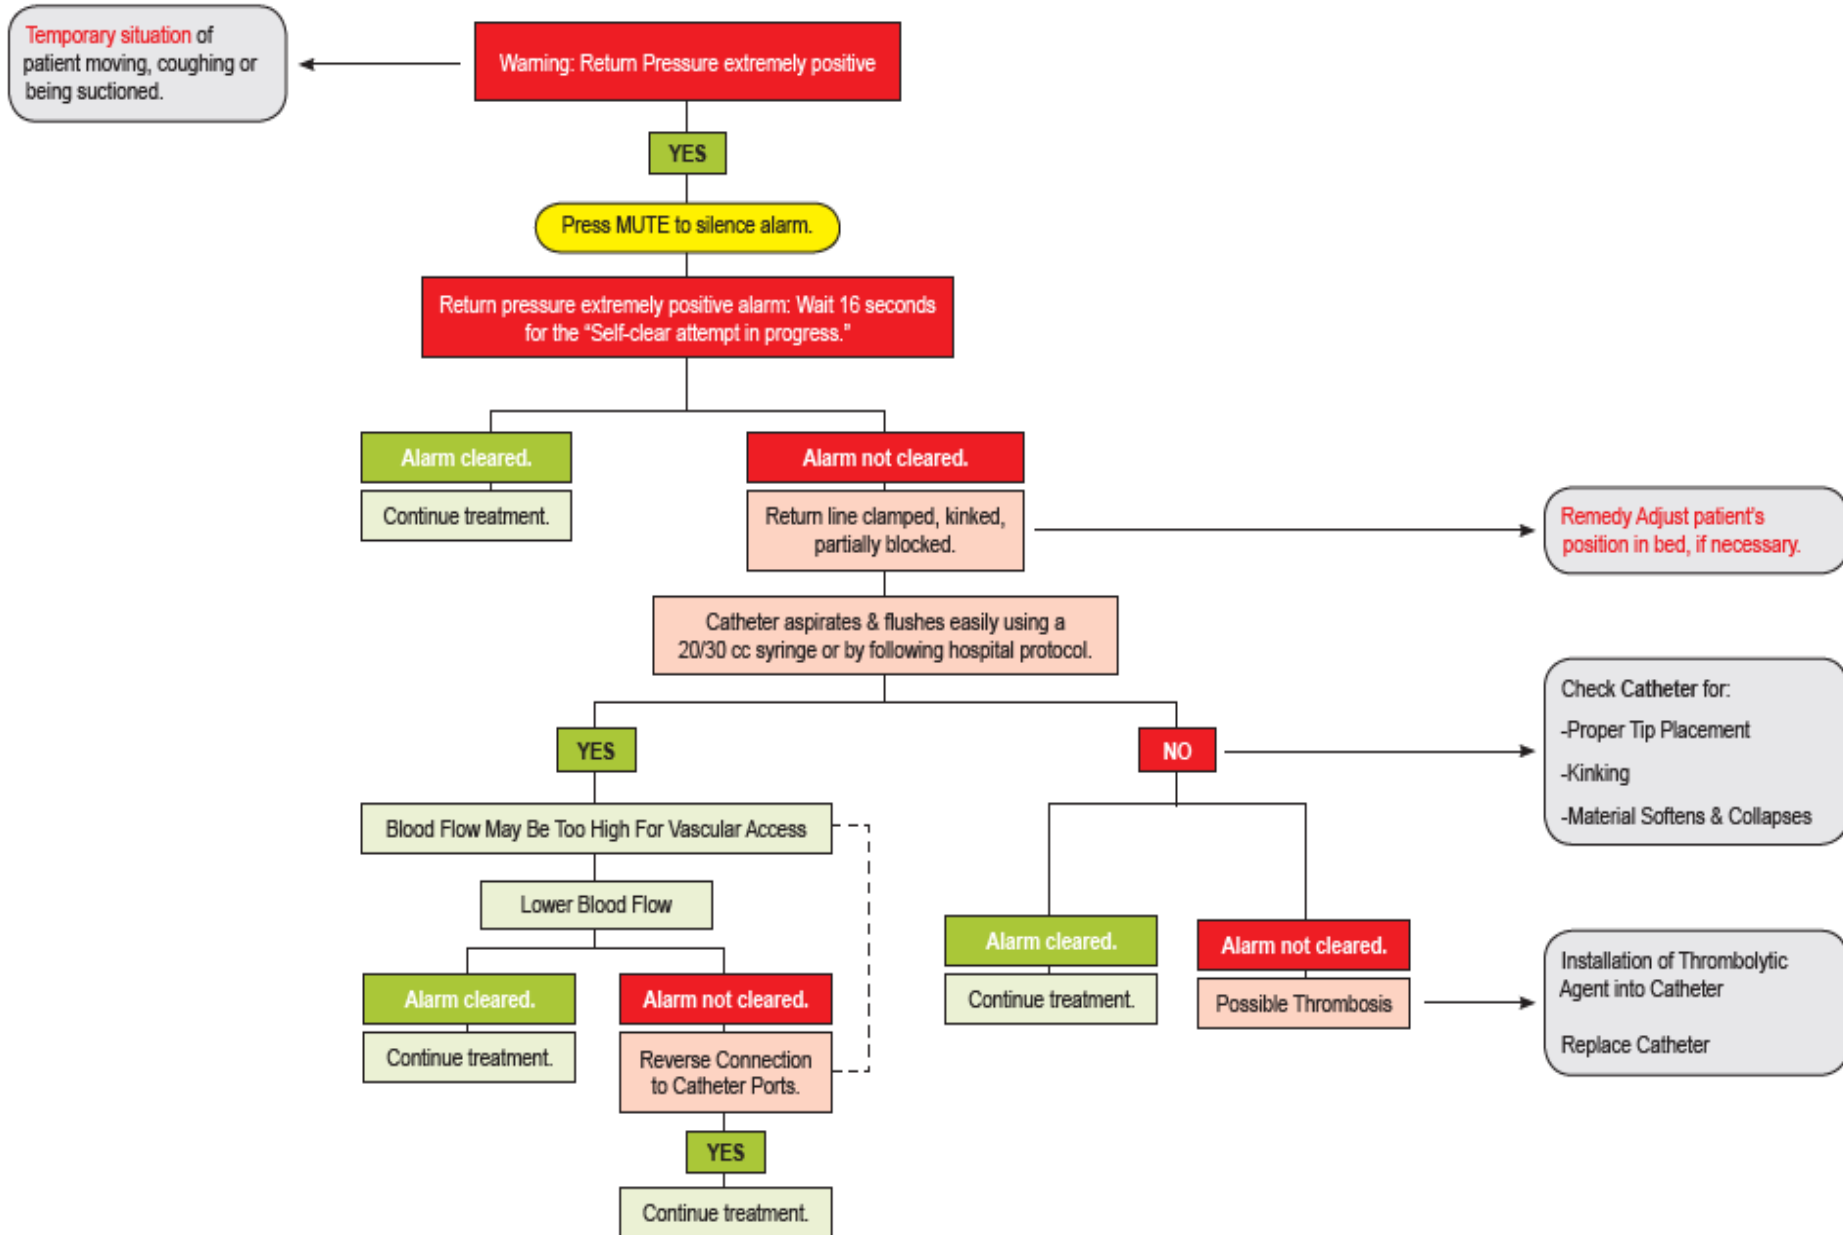 Temporary situation of
patient moving, coughing or
being suctioned.
Warning: Return Pressure extremely positive
YES
Press MUTE to silence alarm.
Return pressure extremely positive alarm: Wait 16 seconds
for the “Self-clear attempt in progress.”
Alarm cleared.
Continue treatment.
Alarm not cleared.
Return line clamped, kinked,
partially blocked.
Remedy Adjust patient's
position in bed, if necessary.
Catheter aspirates & flushes easily using a
20/30 cc syringe or by following hospital protocol.
YES
Blood Flow May Be Too High For Vascular Access
Lower Blood Flow
Alarm cleared.
Continue treatment.
Alarm not cleared.
Reverse Connection
to Catheter Ports.
YES
Continue treatment.
NO
Check Catheter for:
-Proper Tip Placement
-Kinking
-Material Softens & Collapses
Alarm cleared.
Continue treatment.
Alarm not cleared.
Possible Thrombosis
Installation of Thrombolytic
Agent into Catheter
Replace Catheter